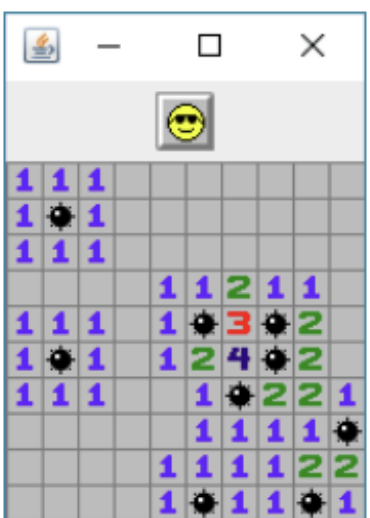 1 1 1
1 1
1 1 1
1 1 2 1 1
1 1 1 1 3 2
1 1 1 2 4 2
1 1 1 1 2 2 1
1 1 1 1
1 1 1 1 2 2
1 1 1 1